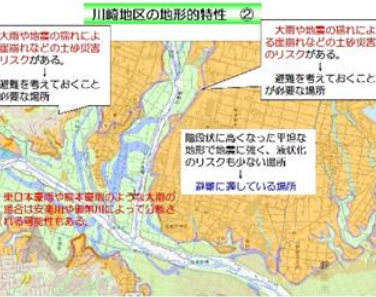 川崎地区の地形的特性　②
大雨や地震の揺れによる
崖崩れなどの土砂災害
リスクがある。
↓
避難を考えておくこと
が必要な場所
大雨や地震の揺れによ
る崖崩れなどの土砂災害
のリスクがある。
↓
避難を考えておくこと
が必要な場所
階段状に高くなった平坦な
地形で地震に強く、液状化
のリスクも少ない場所
↓
避難に適している場所
東日本豪雨や熊本豪雨のような大雨の
場合は安楽川や御幣川によって分断さ
れる可能性もある。